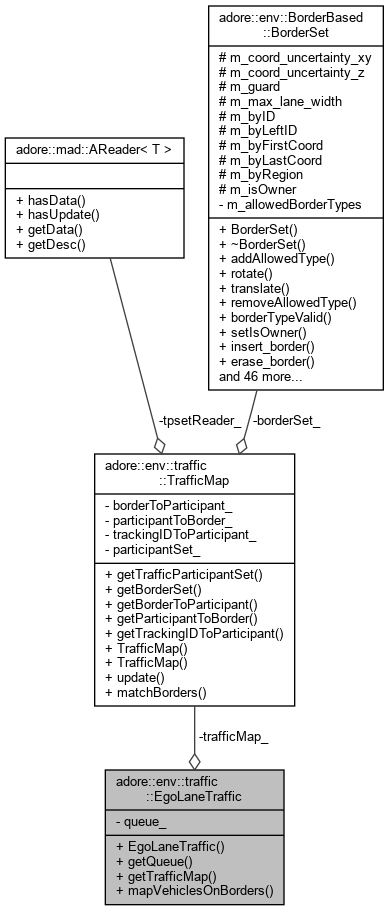 adore::env::BorderBased
::BorderSet
# m_coord_uncertainty_xy
# m_coord_uncertainty_z
# m_guard
# m_max_lane_width
# m_byID
# m_byLeftID
# m_byFirstCoord
# m_byLastCoord
# m_byRegion
# m_isOwner
- m_allowedBorderTypes
+ BorderSet()
+ ~BorderSet()
+ addAllowedType()
+ rotate()
+ translate()
+ removeAllowedType()
+ borderTypeValid()
+ setIsOwner()
+ insert_border()
+ erase_border()
and 46 more...
adore::mad::AReader< T >
+ hasData()
+ hasUpdate()
+ getData()
+ getDesc()
-tpsetReader_
-borderSet_
adore::env::traffic
::TrafficMap
- borderToParticipant_
- participantToBorder_
- trackingIDToParticipant_
- participantSet_
+ getTrafficParticipantSet()
+ getBorderSet()
+ getBorderToParticipant()
+ getParticipantToBorder()
+ getTrackingIDToParticipant()
+ TrafficMap()
+ TrafficMap()
+ update()
+ matchBorders()
-trafficMap_
adore::env::traffic
::EgoLaneTraffic
- queue_
+ EgoLaneTraffic()
+ getQueue()
+ getTrafficMap()
+ mapVehiclesOnBorders()